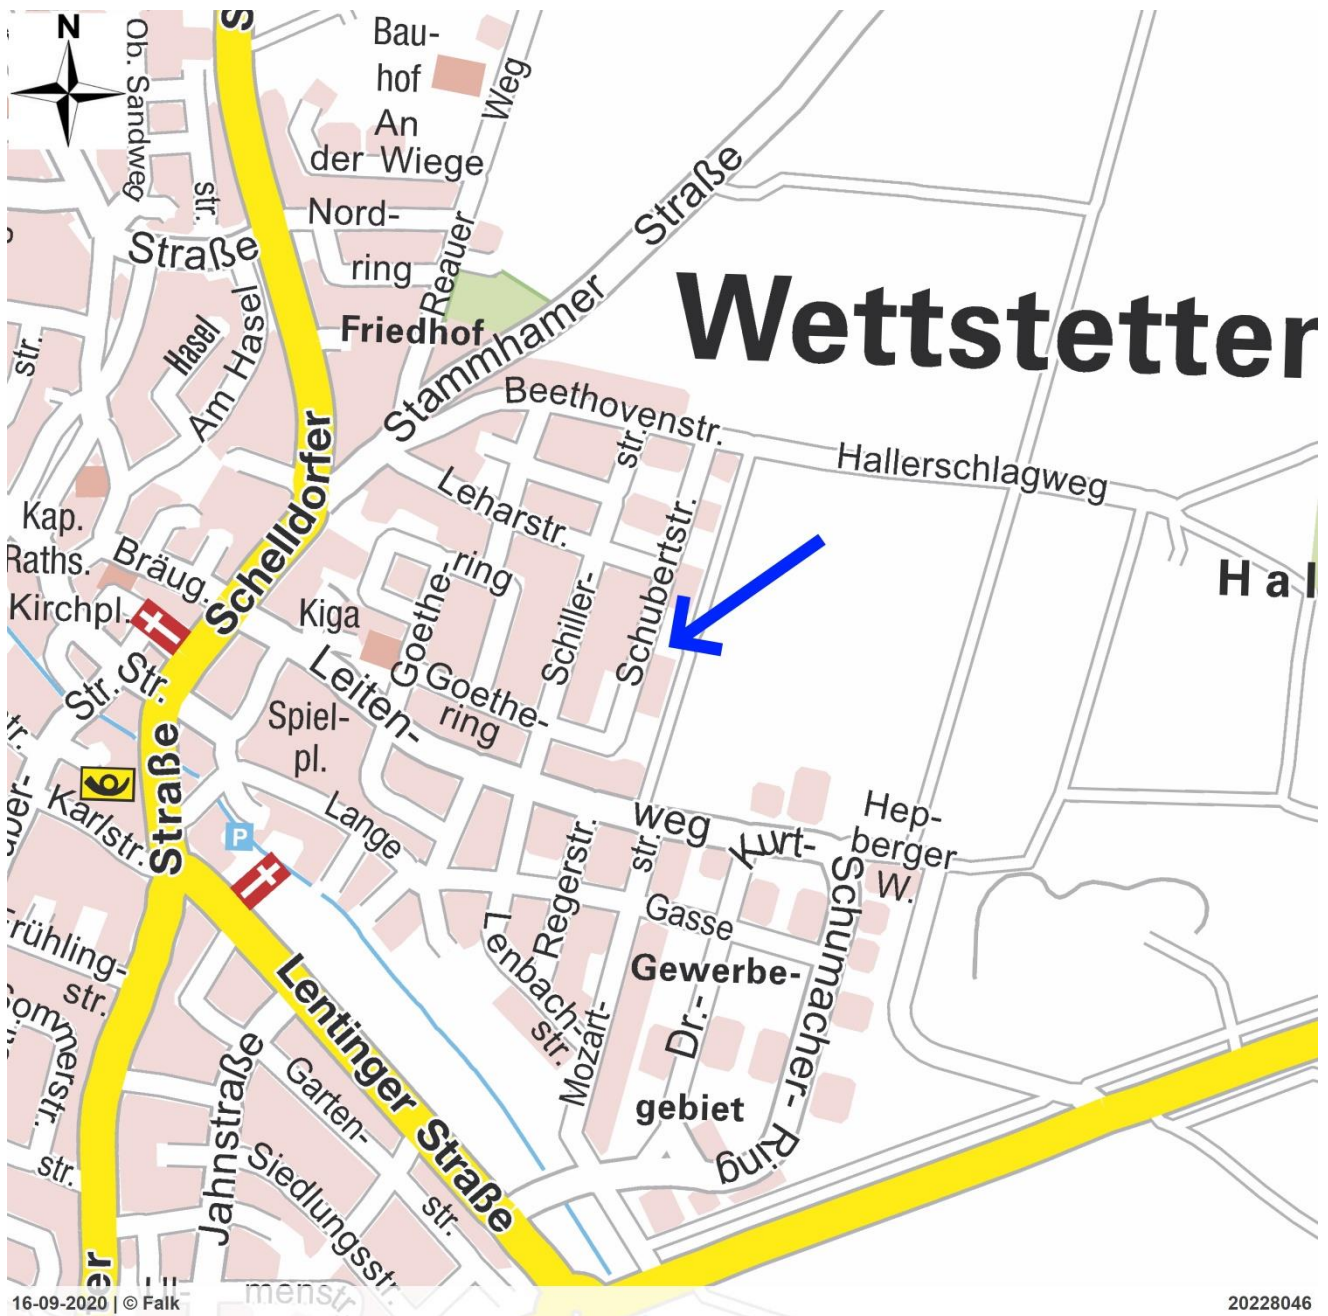 N
Ob. Sandweg
S
Bau-
hof
Weg
An
der Wiege
str.
Nord-
Straße
ring
Reauer
Straße
Friedhof
Stammhamer
Wettstetten
str.
Hasel
Am Hasel
Beethovenstr.
str.
Hallerschlagweg
Leharstr.
Schelldorfer
Kap.
Raths.
Bräug.
Kirchpl.
ring
Goethe-
Schiller-
Schubertstr.
Hal
Kiga
Leiten-
Goethe-
ring
Str.
Str.
Spiel-
pl.
Straße
Karlstr.
P
Lange
weg
Kurt-
Hep-
berger
W.
str.
Regerstr.
Gasse
Schumacher-
Lenbach-
str.
Gewerbe-
Dr.-
gebiet
Mozart-
Ring
Frühling-
str.
Sommerstr.
Lentinger Straße
Jahnstraße
Garten-
str.
Siedlungsstr.
str.
er
menstr
16-09-2020 | © Falk
20228046